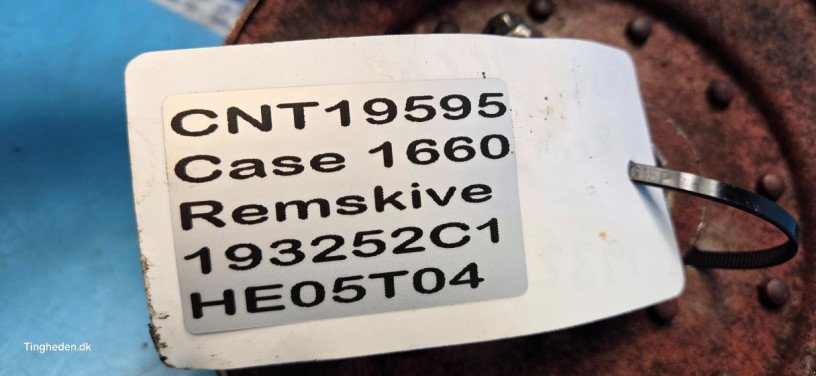 CNT19595
Case 1660
Remskive
193252C1
HE05T04
Tingheden.dk